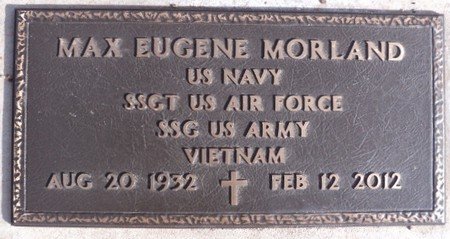 MAX EUGENE MORLAND
US NAVY
SSGT US AIR FORCE
SSG US ARMY
VIETNAM
AUG 20 1932 FEB 12 2012